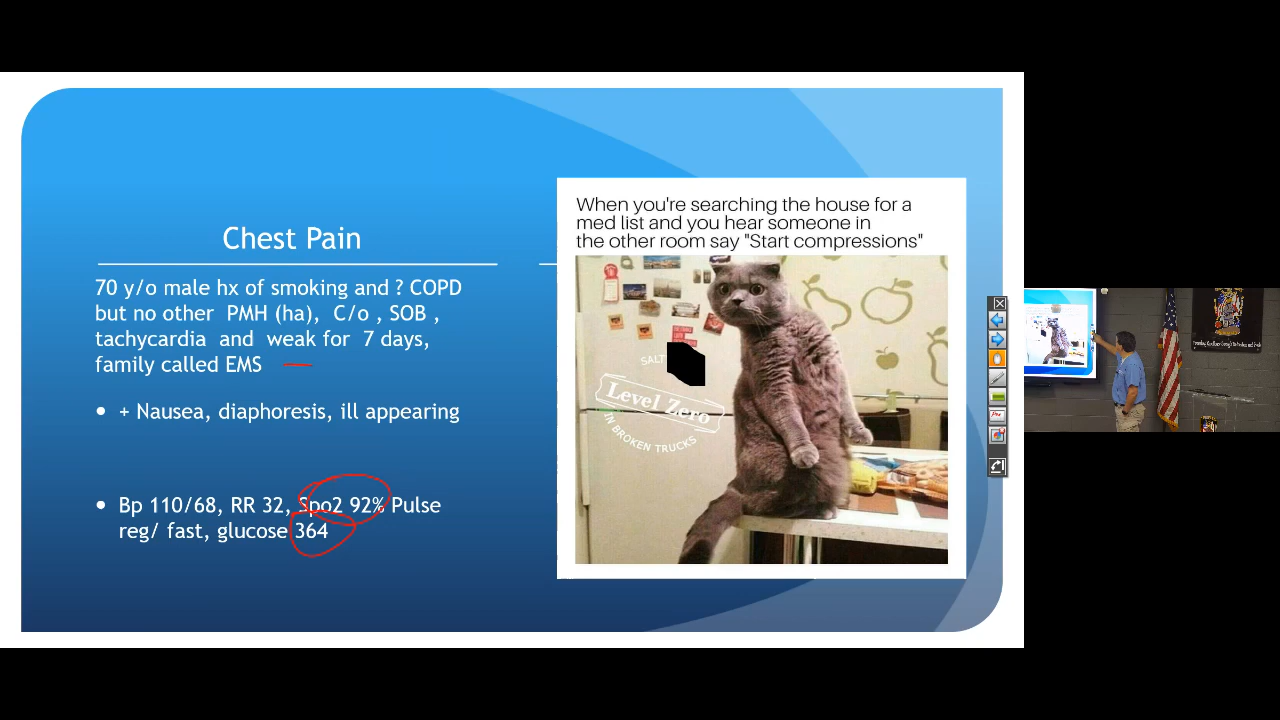 Chest Pain
70 y/o male hx of smoking and ? COPD
but no other PMH (ha), C/o , SOB ,
tachycardia and weak for 7 days,
family called EMS
+ Nausea, diaphoresis, ill appearing
Bp 110/68, RR 32, Spo2 92% Pulse
reg/ fast, glucose 364
When you're searching the house for a
med list and you hear someone in
the other room say "Start compressions"
SALT
Level Zero
IN BROKEN TRUCKS